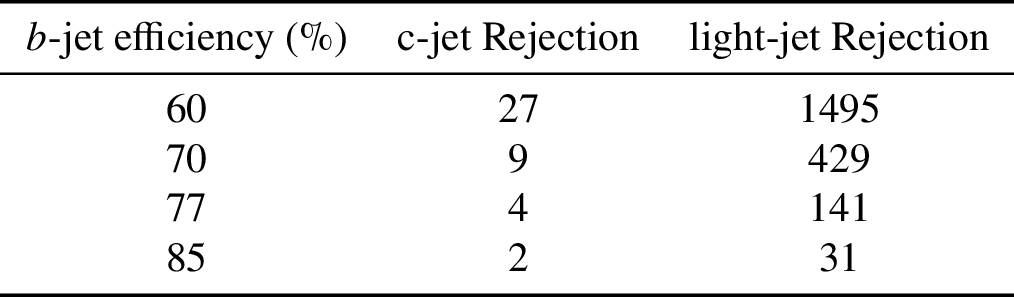 b-jet efficiency (%) c-jet Rejection light-jet Rejection
60 27 1495
70 9 429
77 4 141
85 2 31